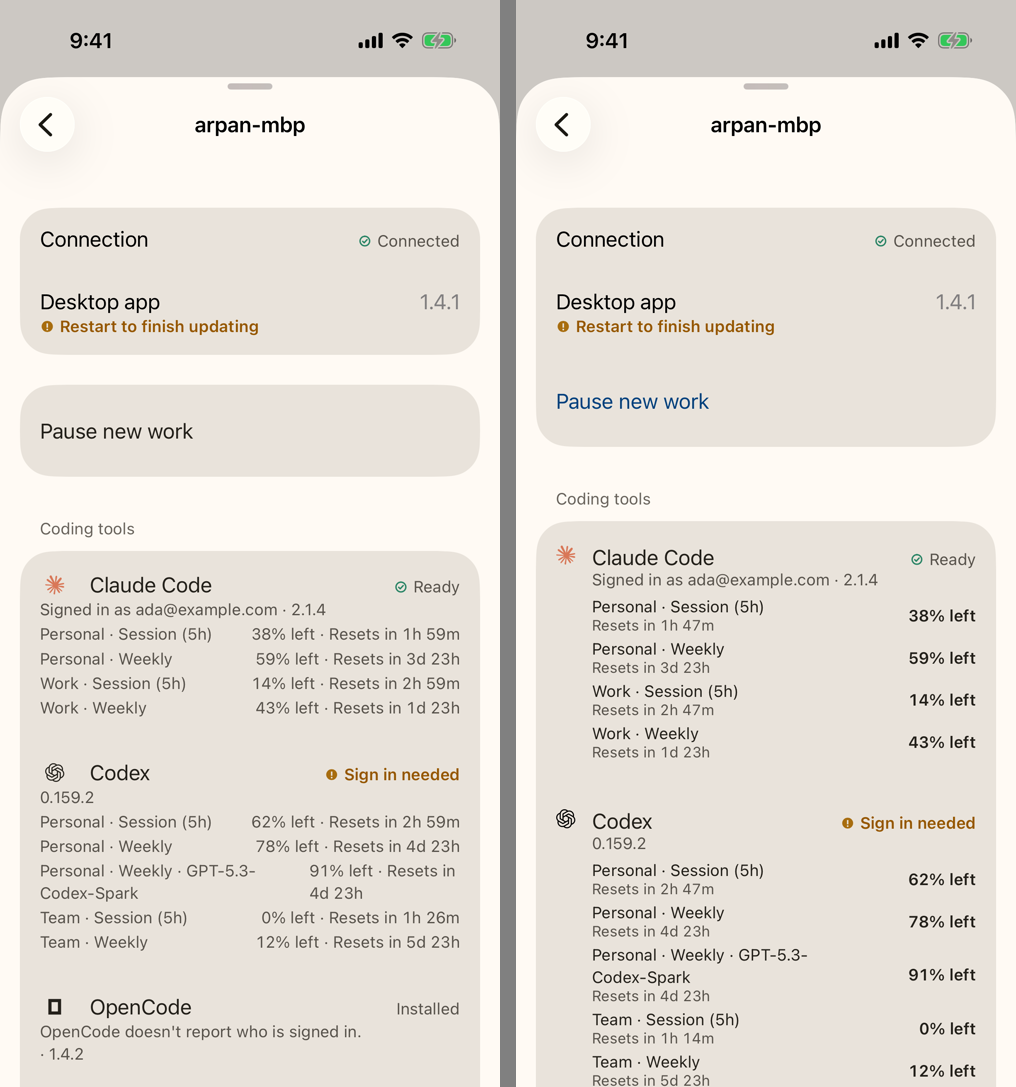 9:41
arpan-mbp
Connection
Connected
Desktop app
1.4.1
Restart to finish updating
Pause new work
Coding tools
Claude Code
Ready
Signed in as ada@example.com · 2.1.4
Personal · Session (5h) 38% left · Resets in 1h 59m
Personal · Weekly 59% left · Resets in 3d 23h
Work · Session (5h) 14% left · Resets in 2h 59m
Work · Weekly 43% left · Resets in 1d 23h
Codex
Sign in needed
0.159.2
Personal · Session (5h) 62% left · Resets in 2h 59m
Personal · Weekly 78% left · Resets in 4d 23h
Personal · Weekly · GPT-5.3- 91% left · Resets in
Codex-Spark 4d 23h
Team · Session (5h) 0% left · Resets in 1h 26m
Team · Weekly 12% left · Resets in 5d 23h
OpenCode
Installed
OpenCode doesn't report who is signed in.
· 1.4.2
9:41
arpan-mbp
Connection
Connected
Desktop app
1.4.1
Restart to finish updating
Pause new work
Coding tools
Claude Code
Ready
Signed in as ada@example.com · 2.1.4
Personal · Session (5h)
Resets in 1h 47m
38% left
Personal · Weekly
Resets in 3d 23h
59% left
Work · Session (5h)
Resets in 2h 47m
14% left
Work · Weekly
Resets in 1d 23h
43% left
Codex
Sign in needed
0.159.2
Personal · Session (5h)
Resets in 2h 47m
62% left
Personal · Weekly
Resets in 4d 23h
78% left
Personal · Weekly · GPT-5.3-
Codex-Spark
Resets in 4d 23h
91% left
Team · Session (5h)
Resets in 1h 14m
0% left
Team · Weekly
Resets in 5d 23h
12% left